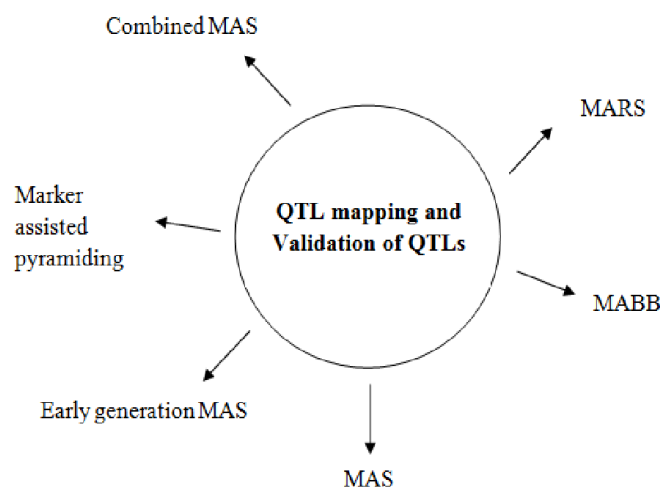 Combined MAS
MARS
Marker
assisted
pyramiding
QTL mapping and
Validation of QTLs
MABB
Early generation MAS
MAS